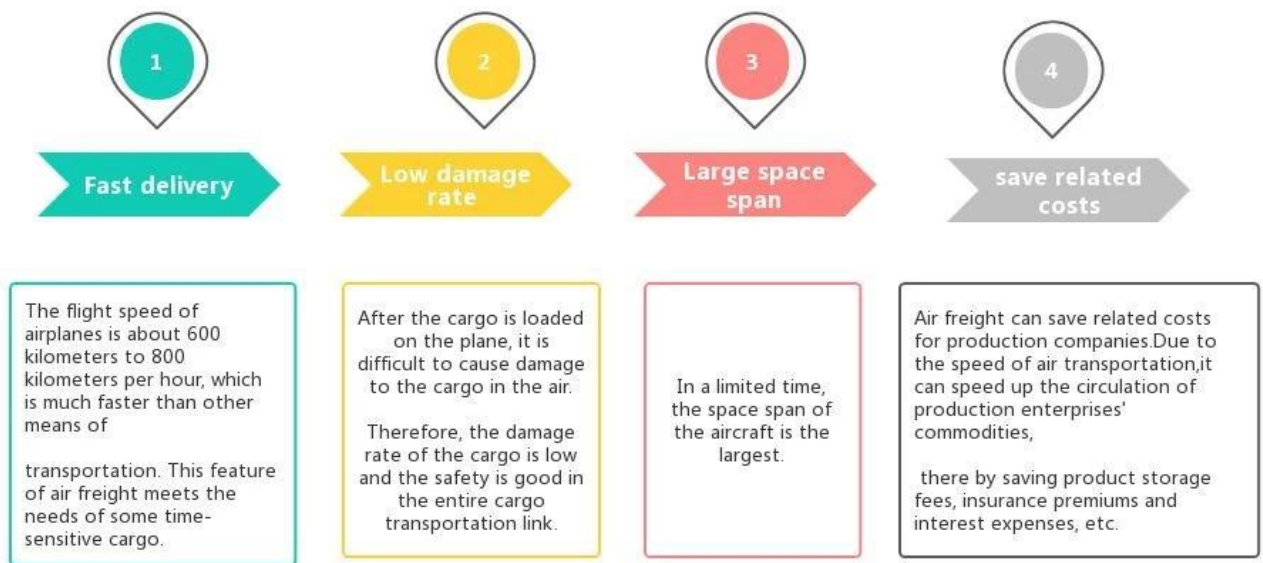 1
Fast delivery
The flight speed of
airplanes is about 600
kilometers to 800
kilometers per hour, which
is much faster than other
means of
transportation. This feature
of air freight meets the
needs of some time-
sensitive cargo.
2
Low damage
rate
After the cargo is loaded
on the plane, it is
difficult to cause damage
to the cargo in the air.
Therefore, the damage
rate of the cargo is low
and the safety is good in
the entire cargo
transportation link.
3
Large space
span
In a limited time,
the space span of
the aircraft is the
largest.
4
save related
costs
Air freight can save related costs
for production companies.Due to
the speed of air transportation,it
can speed up the circulation of
production enterprises'
commodities,
there by saving product storage
fees, insurance premiums and
interest expenses, etc.